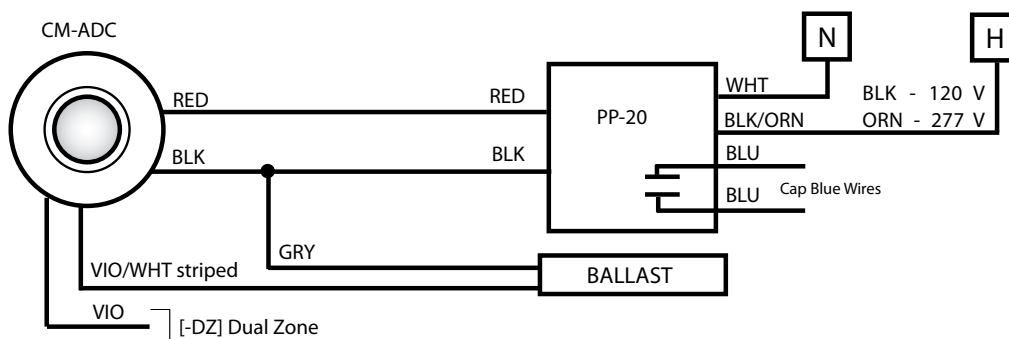 CM-ADC
N
H
RED
RED
WHT
BLK - 120 V
PP-20
BLK/ORN
ORN - 277 V
BLK
BLK
BLU
Cap Blue Wires
BLU
GRY
VIO/WHT striped
BALLAST
VIO
[-DZ] Dual Zone